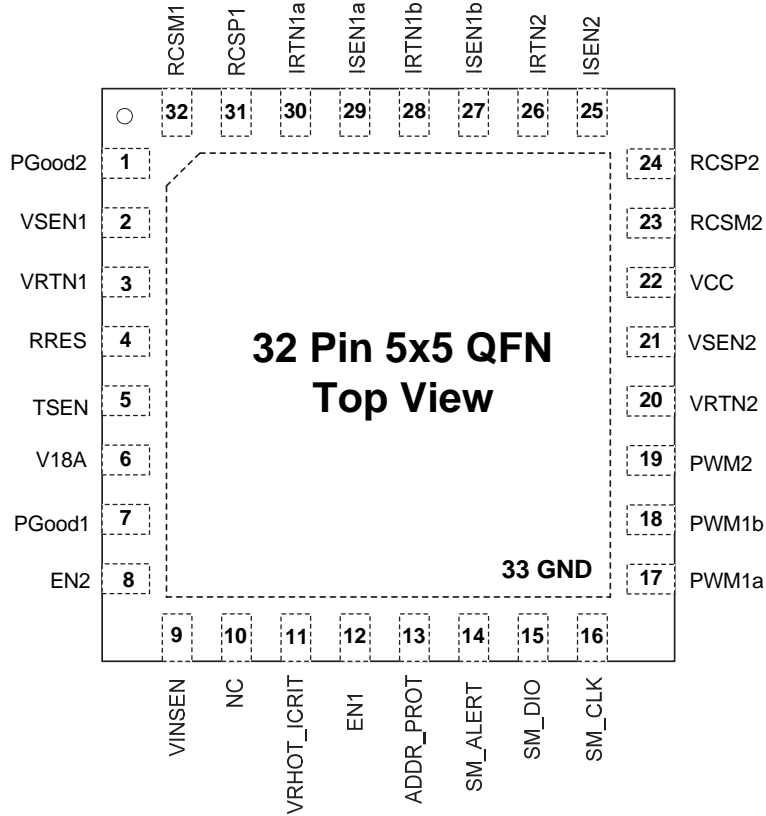 RCSM1
RCSP1
IRTN1a
ISEN1a
IRTN1b
ISEN1b
IRTN2
ISEN2
32 31 30 29 28 27 26 25
PGood2 1
VSEN1 2
VRTN1 3
RRES 4
TSEN 5
V18A 6
PGood1 7
EN2 8
24 RCSP2
23 RCSM2
22 VCC
21 VSEN2
20 VRTN2
19 PWM2
18 PWM1b
17 PWM1a
32 Pin 5x5 QFN
Top View
33 GND
9 10 11 12 13 14 15 16
VINSEN
NC
VRHOT_ICRIT
EN1
ADDR_PROT
SM_ALERT
SM_DIO
SM_CLK